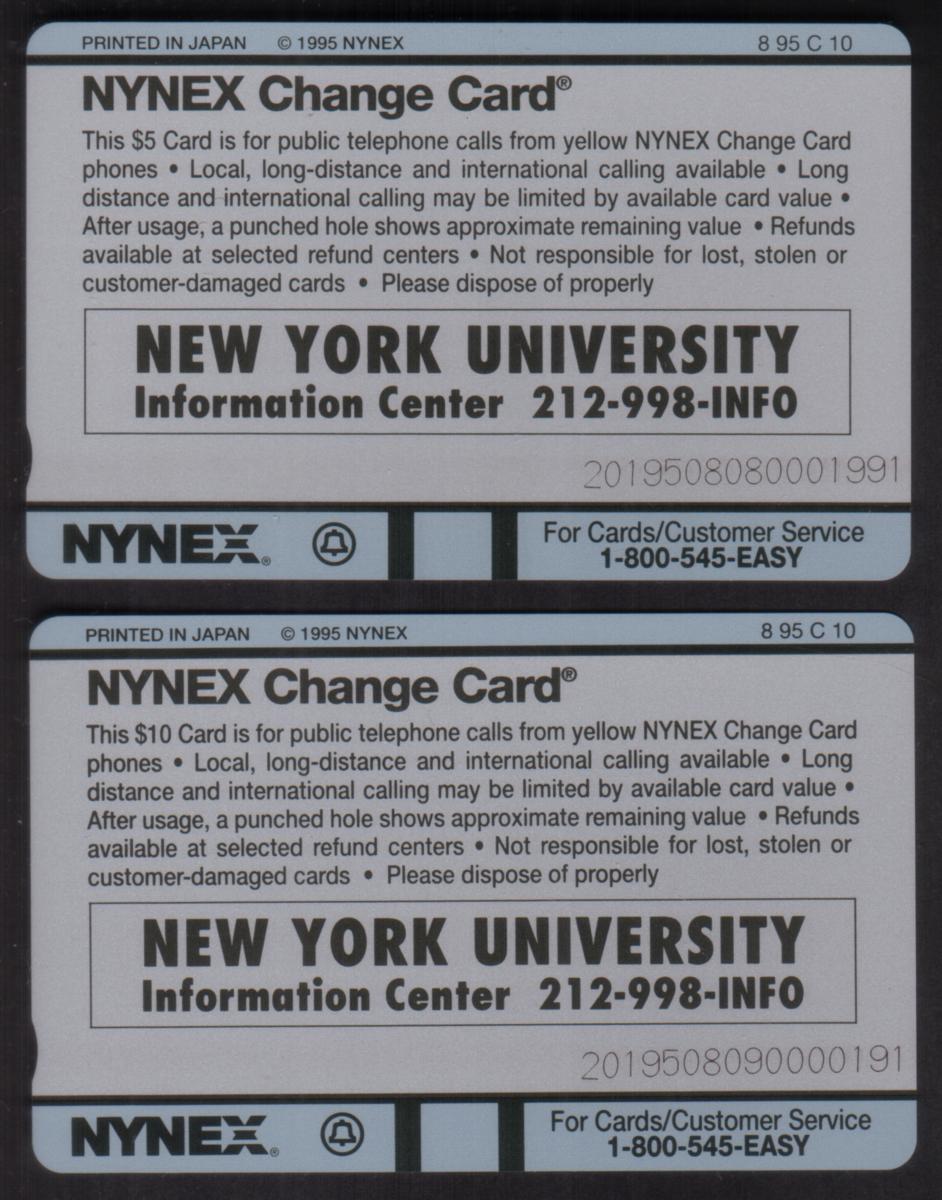 PRINTED IN JAPAN © 1995 NYNEX 8 95 C 10
NYNEX Change Card®
This $5 Card is for public telephone calls from yellow NYNEX Change Card
phones • Local, long-distance and international calling available • Long
distance and international calling may be limited by available card value •
After usage, a punched hole shows approximate remaining value • Refunds
available at selected refund centers • Not responsible for lost, stolen or
customer-damaged cards • Please dispose of properly
NEW YORK UNIVERSITY
Information Center 212-998-INFO
2019508080001991
NYNEX® For Cards/Customer Service
1-800-545-EASY
PRINTED IN JAPAN © 1995 NYNEX 8 95 C 10
NYNEX Change Card®
This $10 Card is for public telephone calls from yellow NYNEX Change Card
phones • Local, long-distance and international calling available • Long
distance and international calling may be limited by available card value •
After usage, a punched hole shows approximate remaining value • Refunds
available at selected refund centers • Not responsible for lost, stolen or
customer-damaged cards • Please dispose of properly
NEW YORK UNIVERSITY
Information Center 212-998-INFO
2019508090000191
NYNEX® For Cards/Customer Service
1-800-545-EASY